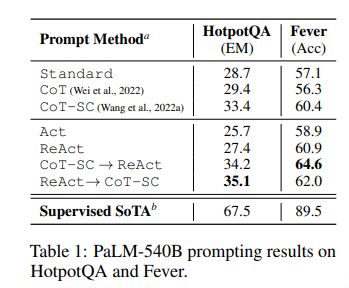 Prompt Method^a HotpotQA Fever
(EM) (Acc)
Standard 28.7 57.1
CoT (Wei et al., 2022) 29.4 56.3
CoT-SC (Wang et al., 2022a) 33.4 60.4
Act 25.7 58.9
ReAct 27.4 60.9
CoT-SC → ReAct 34.2 64.6
ReAct → CoT-SC 35.1 62.0
Supervised SoTA^b 67.5 89.5
Table 1: PaLM-540B prompting results on
HotpotQA and Fever.